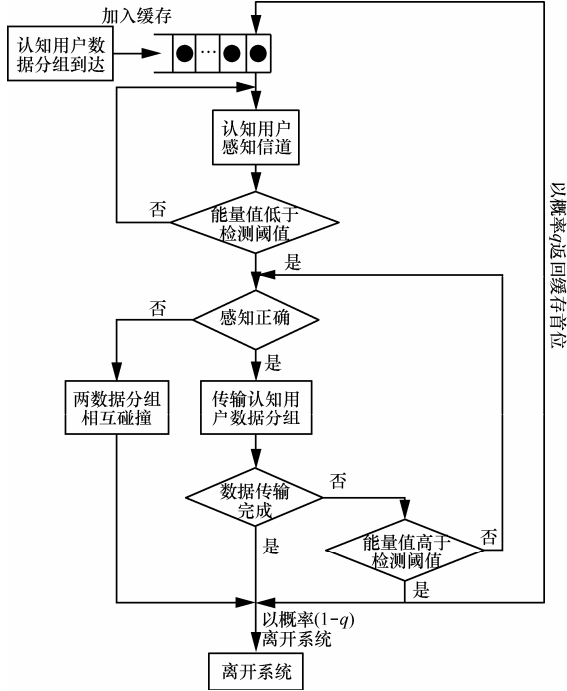 加入缓存
认知用户数
据分组到达
…
认知用户
感知信道
否
能量值低于
检测阈值
是
以概率q返回缓存首位
否
感知正确
是
两数据分组
相互碰撞
传输认知用
户数据分组
数据传输
完成
否
是
能量值高于
检测阈值
否
是
以概率(1-q)
离开系统
离开系统